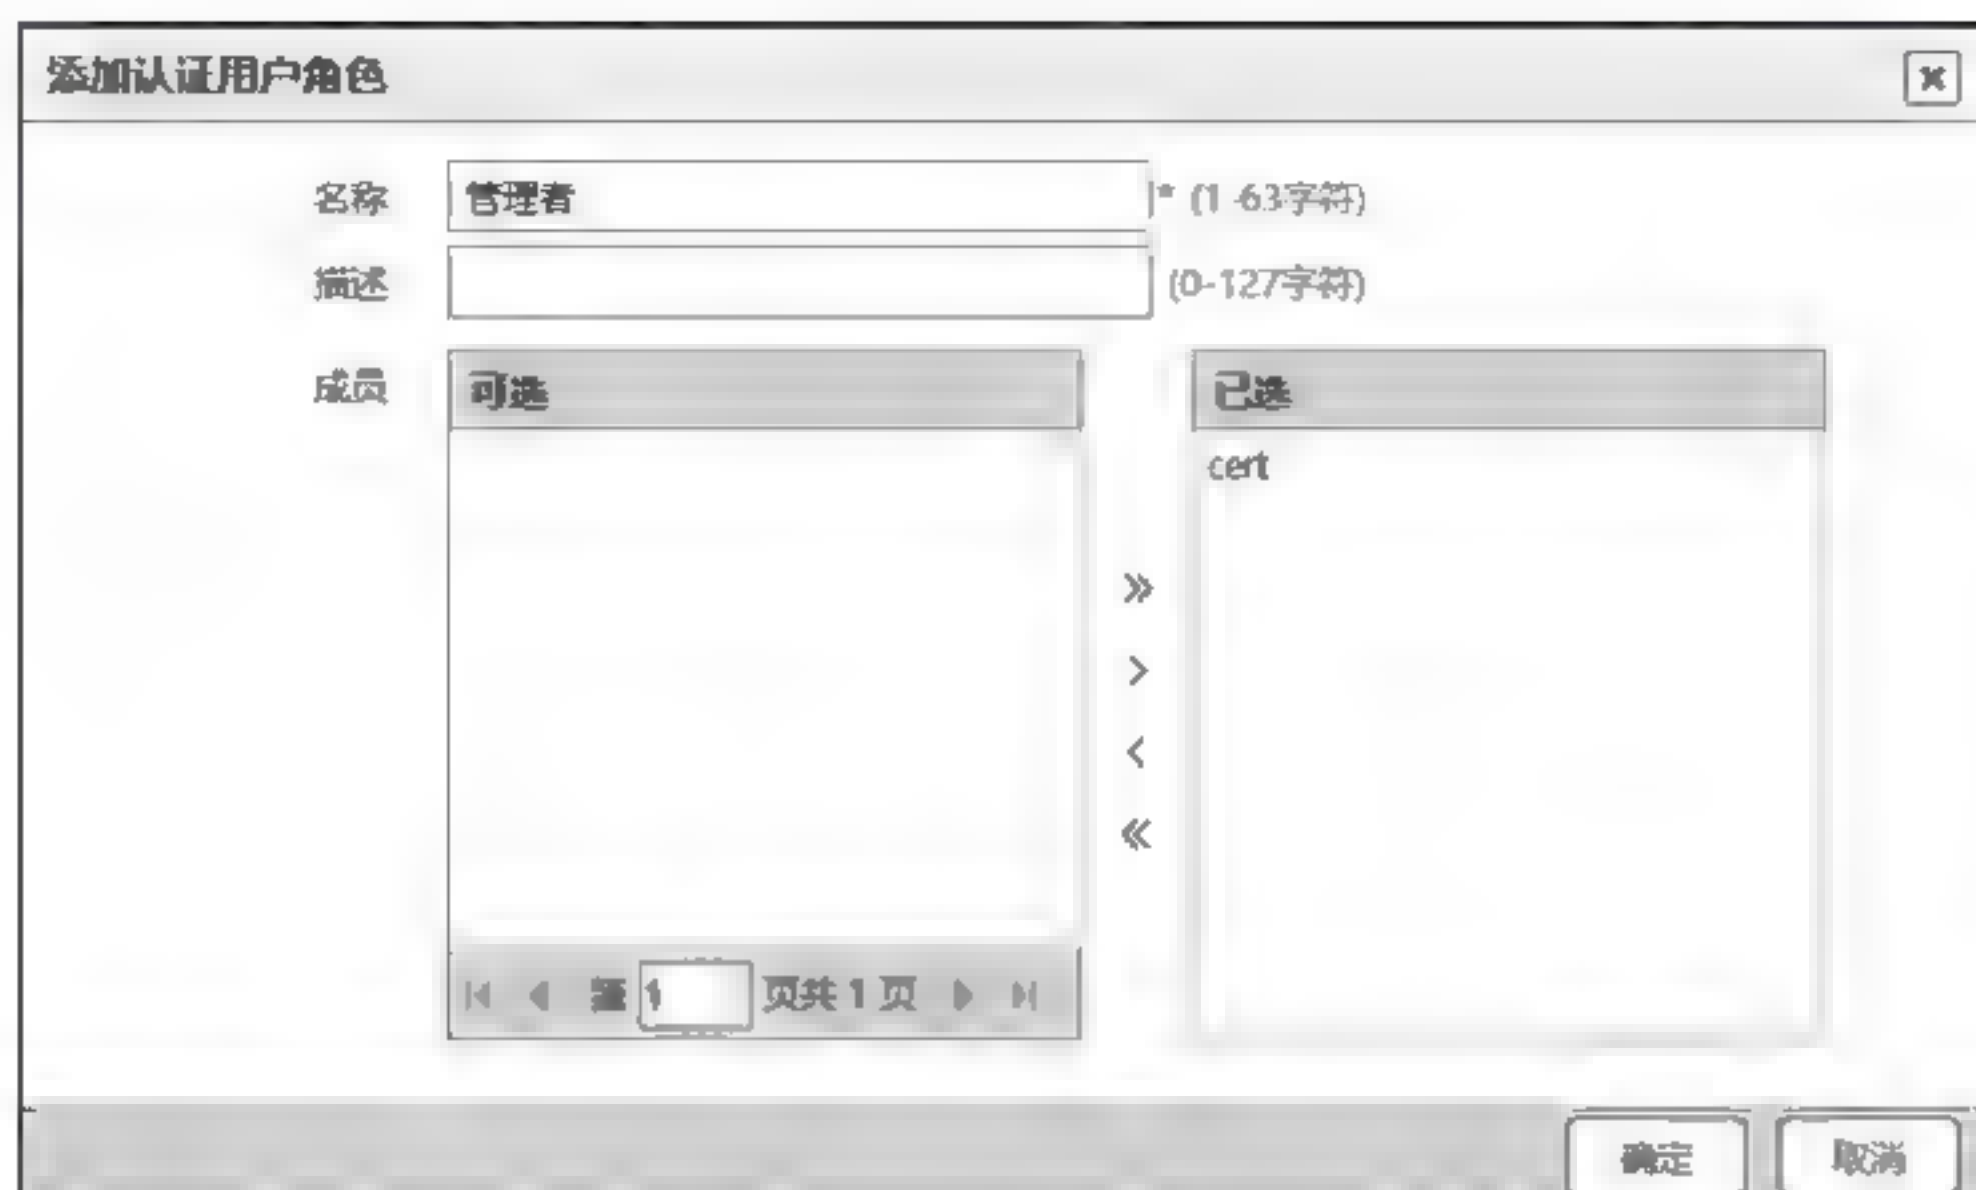 添加认证用户角色
名称 管理者 * (1-63字符)
描述 (0-127字符)
成员 可选 已选
cert
第 1 页共 1 页
确定 取消